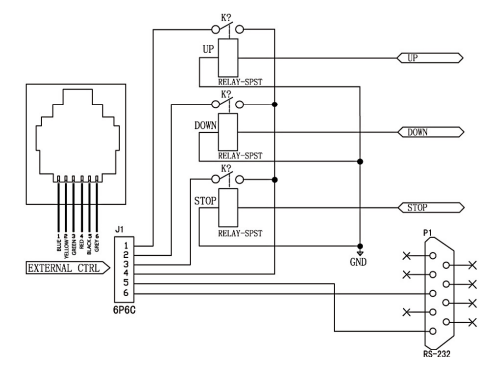 K?
UP
RELAY-SPST
UP
K?
DOWN
RELAY-SPST
DOWN
K?
STOP
RELAY-SPST
STOP
GND
BLUE 1
YELLOW 2
GREEN 3
RED 4
BLACK 5
GREY 6
EXTERNAL CTRL
J1
1
2
3
4
5
6
6P6C
P1
RS-232